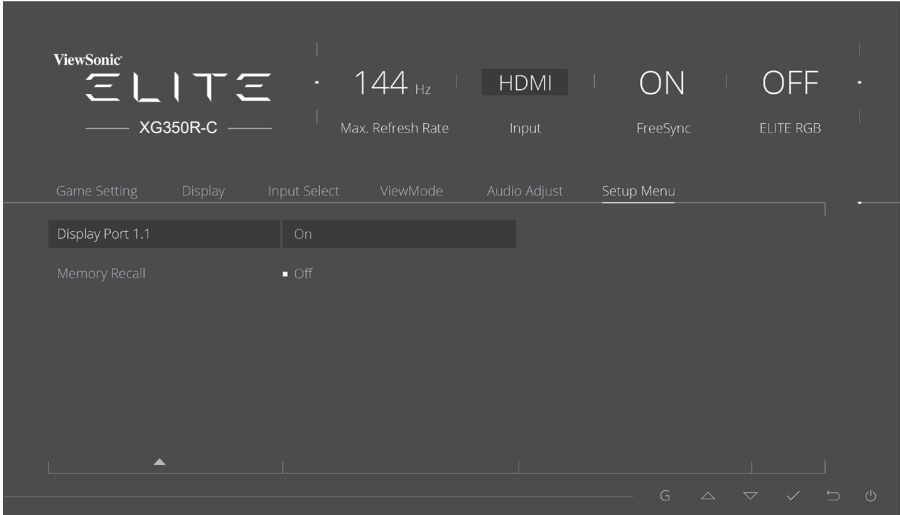 ViewSonic®
ELITE
XG350R-C
144 Hz
Max. Refresh Rate
HDMI
Input
ON
FreeSync
OFF
ELITE RGB
Game Setting Display Input Select ViewMode Audio Adjust Setup Menu
Display Port 1.1 On
Memory Recall Off
G